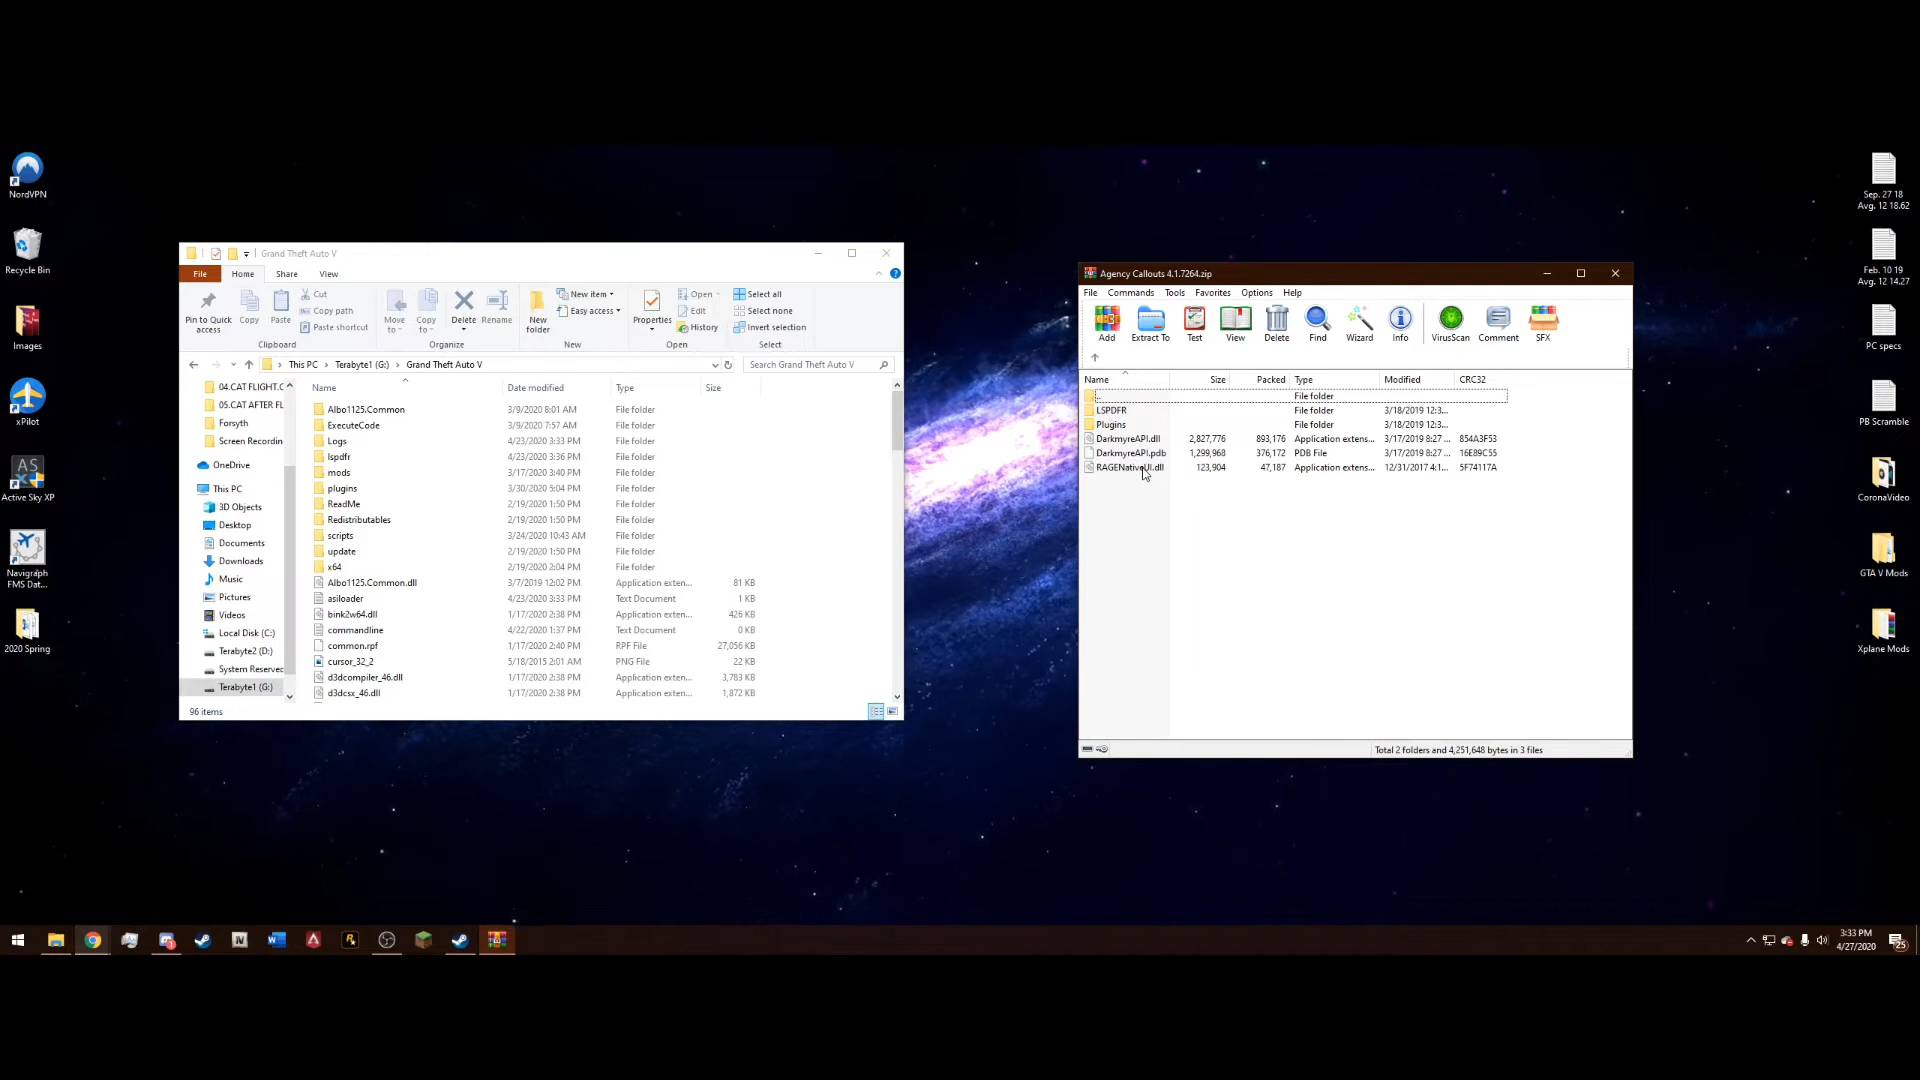 NordVPN
Recycle Bin
Images
xPilot
Active Sky XP
Navigraph
FMS Dat...
2020 Spring
Grand Theft Auto V
File
Home
Share
View
Pin to Quick
access
Copy
Paste
Cut
Copy path
Paste shortcut
Clipboard
Move
to
Copy
to
Delete
Rename
Organize
New
folder
New item
Easy access
New
Properties
Open
Edit
History
Open
Select all
Select none
Invert selection
Select
This PC
Terabyte1 (G:)
Grand Theft Auto V
Search Grand Theft Auto V
04.CAT FLIGHT.C
05.CAT AFTER FL
Forsyth
Screen Recordin
OneDrive
This PC
3D Objects
Desktop
Documents
Downloads
Music
Pictures
Videos
Local Disk (C:)
Terabyte2 (D:)
System Reserved
Terabyte1 (G:)
Name Date modified Type Size
Albo1125.Common 3/9/2020 8:01 AM File folder
ExecuteCode 3/9/2020 7:57 AM File folder
Logs 4/23/2020 3:33 PM File folder
lspdfr 4/23/2020 3:36 PM File folder
mods 3/17/2020 3:40 PM File folder
plugins 3/30/2020 5:04 PM File folder
ReadMe 2/19/2020 1:50 PM File folder
Redistributables 2/19/2020 1:50 PM File folder
scripts 3/24/2020 10:43 AM File folder
update 2/19/2020 1:50 PM File folder
x64 2/19/2020 2:04 PM File folder
Albo1125.Common.dll 3/7/2019 12:02 PM Application exten... 81 KB
asiloader 4/23/2020 3:33 PM Text Document 1 KB
bink2w64.dll 1/17/2020 2:38 PM Application exten... 426 KB
commandline 4/22/2020 1:37 PM Text Document 0 KB
common.rpf 1/17/2020 2:40 PM RPF File 27,056 KB
cursor_32_2 5/18/2015 2:01 AM PNG File 22 KB
d3dcompiler_46.dll 1/17/2020 2:38 PM Application exten... 3,783 KB
d3dcsx_46.dll 1/17/2020 2:38 PM Application exten... 1,872 KB
96 items
Agency Callouts 4.1.7264.zip
File Commands Tools Favorites Options Help
Add Extract To Test View Delete Find Wizard Info VirusScan Comment SFX
Name Size Packed Type Modified CRC32
.. File folder
LSPDFR File folder 3/18/2019 12:3...
Plugins File folder 3/18/2019 12:3...
DarkmyreAPI.dll 2,827,776 893,176 Application extens... 3/17/2019 8:27 ... 854A3F53
DarkmyreAPI.pdb 1,299,968 376,172 PDB File 3/17/2019 8:27 ... 16E89C55
RAGENativeUI.dll 123,904 47,187 Application extens... 12/31/2017 4:1... 5F74117A
Total 2 folders and 4,251,648 bytes in 3 files
Sep. 27 18
Avg. 12 18.62
Feb. 10 19
Avg. 12 14.27
PC specs
PB Scramble
CoronaVideo
GTA V Mods
Xplane Mods
3:33 PM
4/27/2020
25